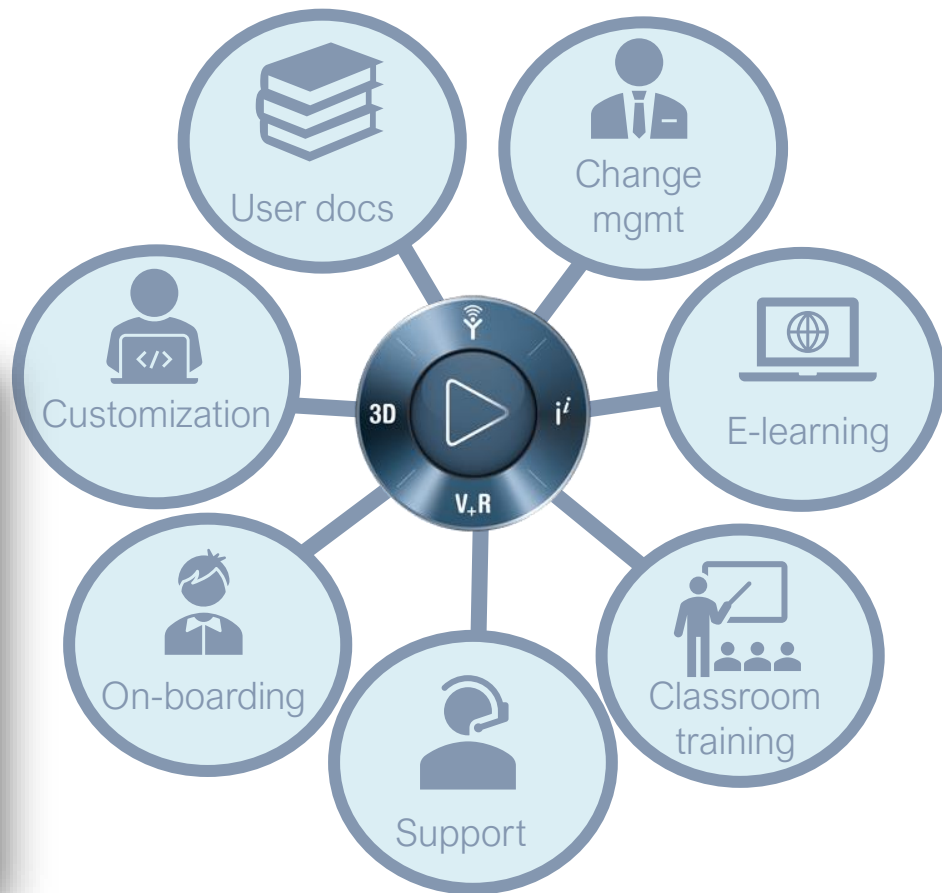 User docs
Change
mgmt
Customization
</>
3D
i
i
V+R
E-learning
On-boarding
Classroom
training
Support